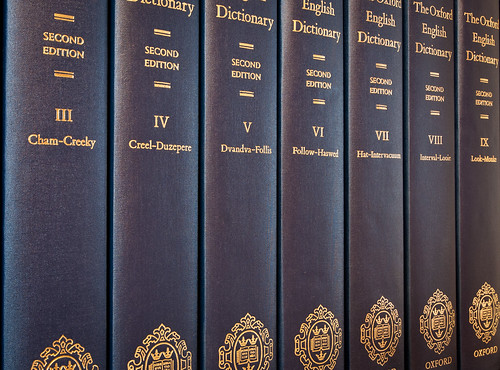 SECOND
EDITION
III
Cham-Creeky
Dictionary
SECOND
EDITION
IV
Creel-Duzepere
Dictionary
SECOND
EDITION
V
Dvandva-Follis
English
Dictionary
SECOND
EDITION
VI
Follow-Haswed
The Oxford
English
Dictionary
SECOND
EDITION
VII
Hat-Intervacuum
The Oxford
English
Dictionary
SECOND
EDITION
VIII
Interval-Looie
OXFORD
The Oxford
English
Dictionary
SECOND
EDITION
IX
Look-Mouke
OXFORD